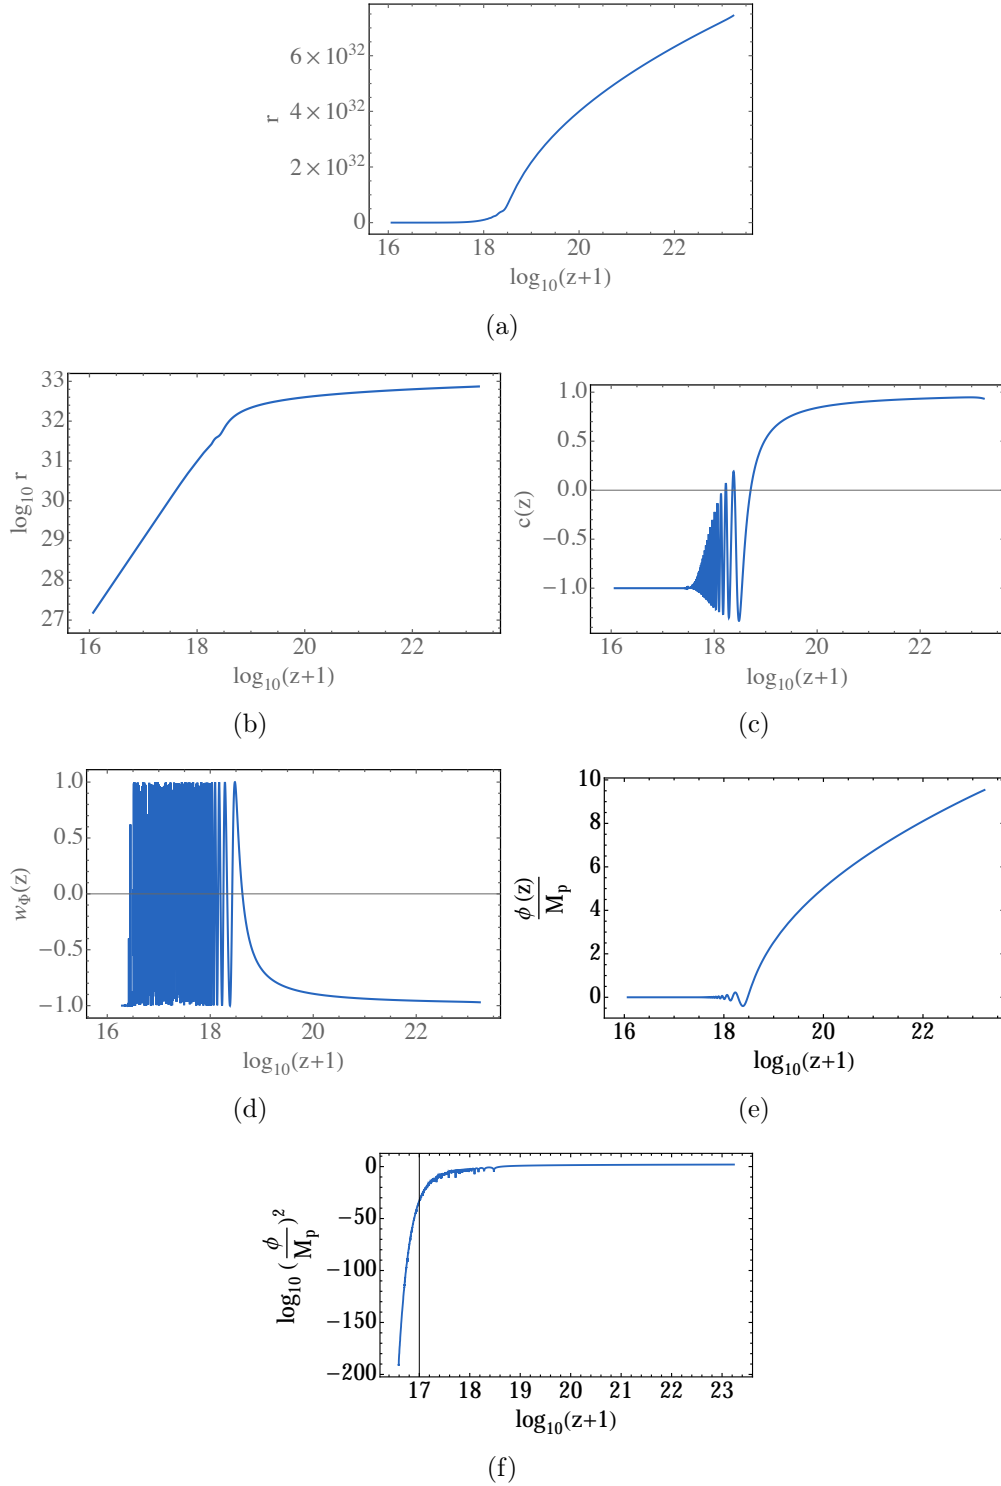 6×10^32
4×10^32
2×10^32
0
r
16 18 20 22
log10(z+1)
(a)
33
32
31
30
29
28
27
log10 r
16 18 20 22
log10(z+1)
(b)
1.0
0.5
0.0
−0.5
−1.0
c(z)
16 18 20 22
log10(z+1)
(c)
1.0
0.5
0.0
−0.5
−1.0
wΦ(z)
16 18 20 22
log10(z+1)
(d)
10
8
6
4
2
0
ϕ(z)/Mp
16 18 20 22
log10(z+1)
(e)
0
−50
−100
−150
−200
log10 (ϕ/Mp)^2
17 18 19 20 21 22 23
log10(z+1)
(f)